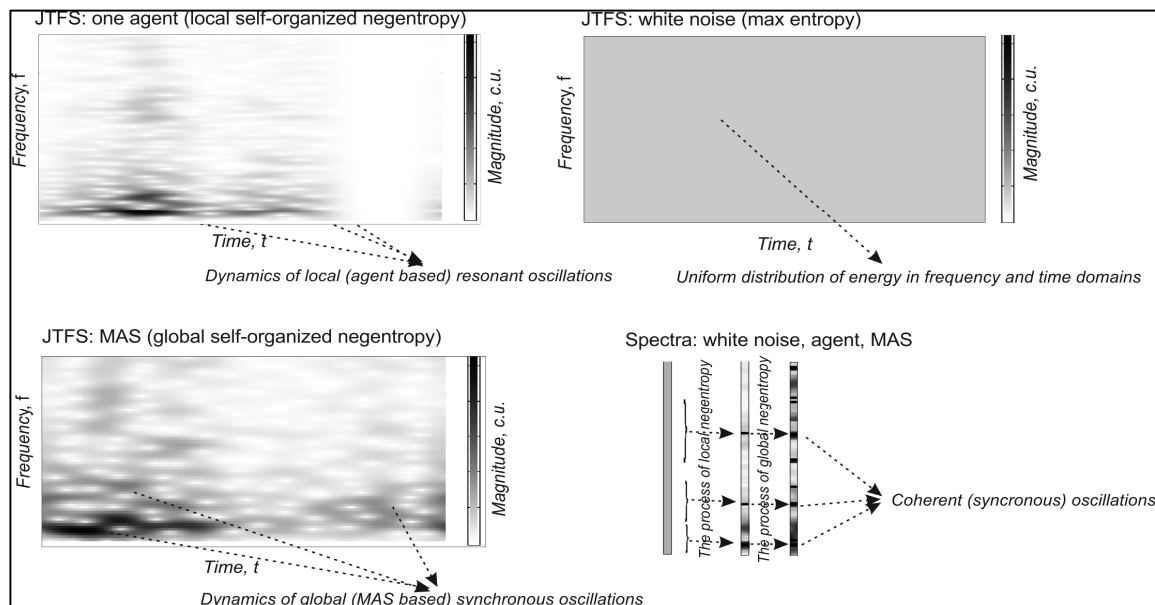 JTFS: one agent (local self-organized negentropy)
Frequency, f
Magnitude, c.u.
Time, t
Dynamics of local (agent based) resonant oscillations
JTFS: white noise (max entropy)
Frequency, f
Magnitude, c.u.
Time, t
Uniform distribution of energy in frequency and time domains
JTFS: MAS (global self-organized negentropy)
Frequency, f
Magnitude, c.u.
Time, t
Dynamics of global (MAS based) synchronous oscillations
Spectra: white noise, agent, MAS
The process of local negentropy
The process of global negentropy
Coherent (syncronous) oscillations